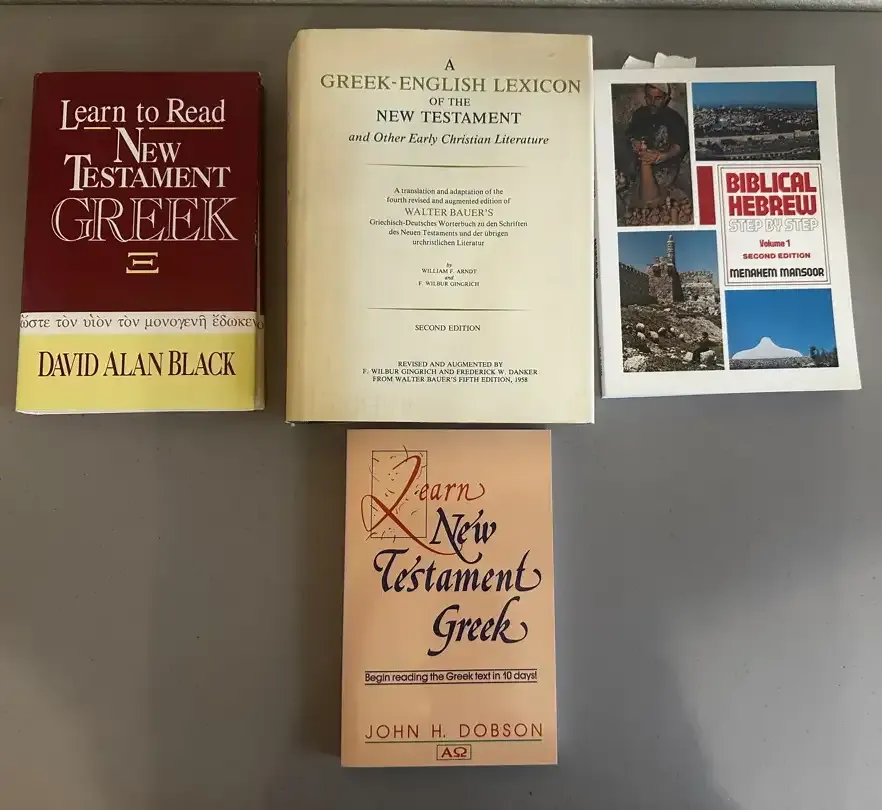 Learn to Read
NEW
TESTAMENT
GREEK
Ξ
ὥστε τὸν υἱὸν τὸν μονογενῆ ἔδωκεν
DAVID ALAN BLACK
A
GREEK-ENGLISH LEXICON
OF THE
NEW TESTAMENT
and Other Early Christian Literature
A translation and adaptation of the
fourth revised and augmented edition of
WALTER BAUER'S
Griechisch-Deutsches Wörterbuch zu den Schriften
des Neuen Testaments und der übrigen
urchristlichen Literatur
by
WILLIAM F. ARNDT
and
F. WILBUR GINGRICH
SECOND EDITION
REVISED AND AUGMENTED BY
F. WILBUR GINGRICH AND FREDERICK W. DANKER
FROM WALTER BAUER'S FIFTH EDITION, 1958
BIBLICAL
HEBREW
STEP BY STEP
Volume 1
SECOND EDITION
MENAHEM MANSOOR
Learn
New
Testament
Greek
Begin reading the Greek text in 10 days!
JOHN H. DOBSON
ΑΩ